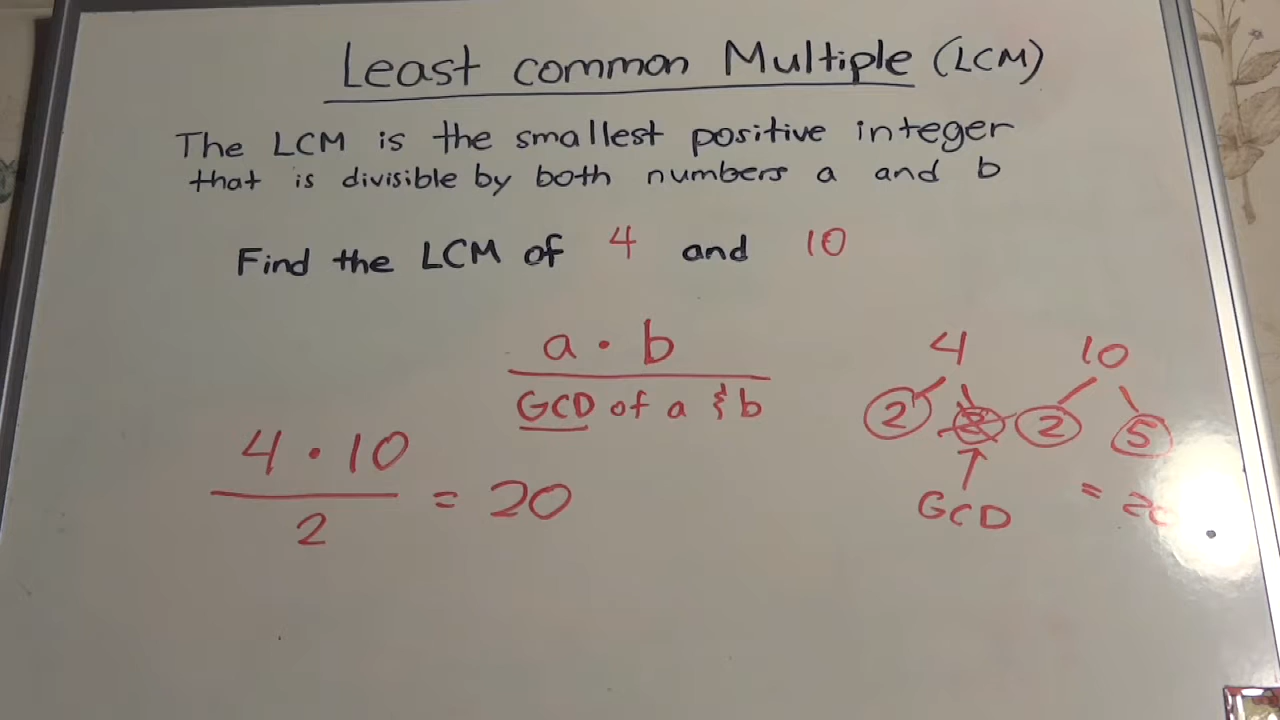 Least common Multiple (LCM)
The LCM is the smallest positive integer
that is divisible by both numbers a and b
Find the LCM of 4 and 10
a · b
GCD of a & b
4 · 10
2
= 20
4 10
2 2 5
GCD
=